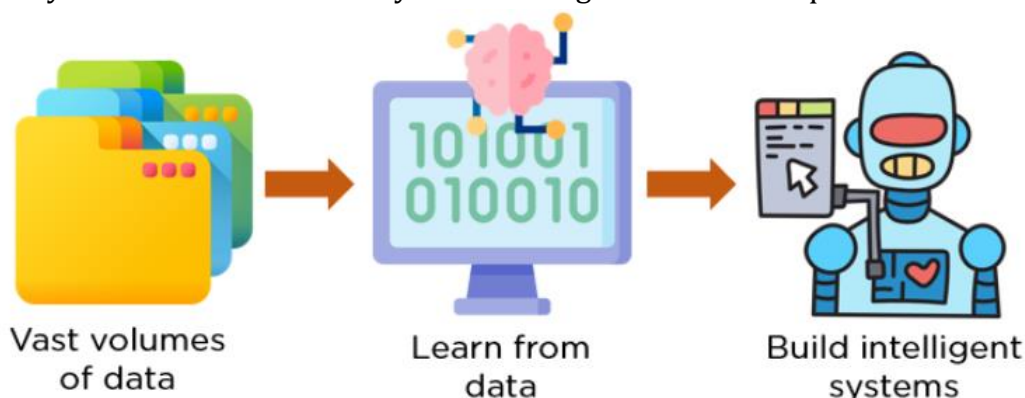 101001
010010
Vast volumes
of data
Learn from
data
Build intelligent
systems